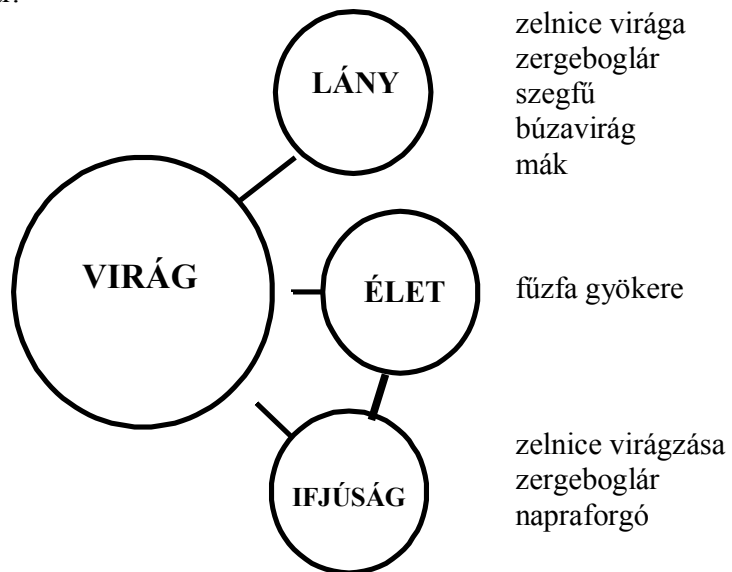 zelnice virága
zergeboglár
szegfű
búzavirág
mák
LÁNY
VIRÁG
ÉLET
fűzfa gyökere
IFJÚSÁG
zelnice virágzása
zergeboglár
napraforgó